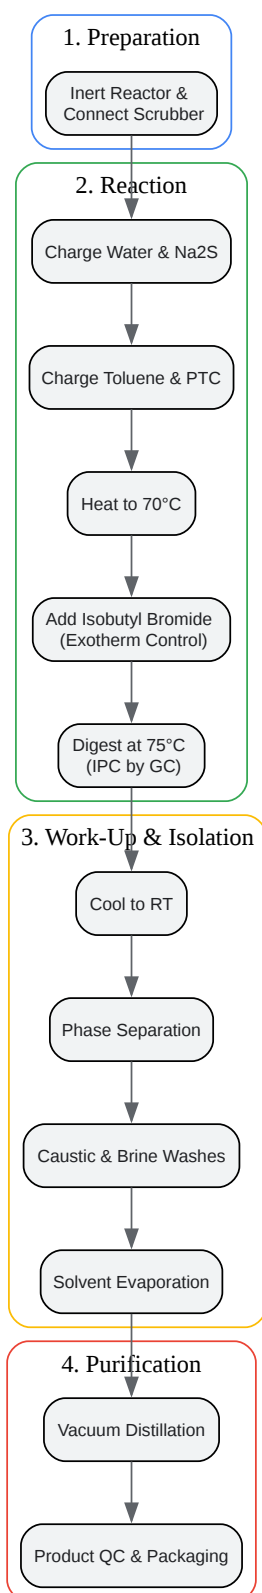 1. Preparation
Inert Reactor &
Connect Scrubber
2. Reaction
Charge Water & Na2S
Charge Toluene & PTC
Heat to 70°C
Add Isobutyl Bromide
(Exotherm Control)
Digest at 75°C
(IPC by GC)
3. Work-Up & Isolation
Cool to RT
Phase Separation
Caustic & Brine Washes
Solvent Evaporation
4. Purification
Vacuum Distillation
Product QC & Packaging